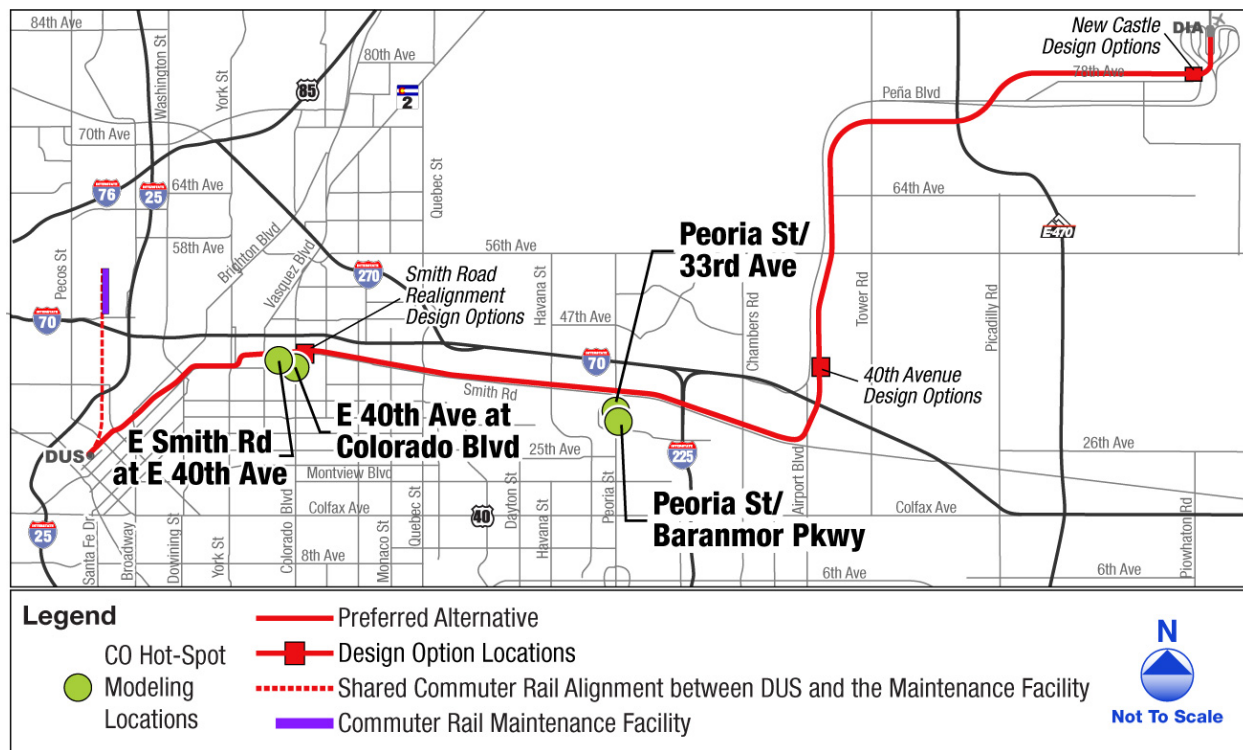 84th Ave
Washington St
York St
80th Ave
85
2
70th Ave
INTERSTATE
76
INTERSTATE
25
64th Ave
58th Ave
Pecos St
Brighton Blvd
Vasquez Blvd
Quebec St
INTERSTATE
270
56th Ave
Smith Road
Realignment
Design Options
INTERSTATE
70
Havana St
47th Ave
Peoria St/
33rd Ave
INTERSTATE
70
Chambers Rd
Tower Rd
Picadilly Rd
64th Ave
E-470
Peña Blvd
78th Ave
New Castle
Design Options
DIA
40th Avenue
Design Options
Smith Rd
E 40th Ave at
Colorado Blvd
E Smith Rd
at E 40th Ave
DUS
25th Ave
26th Ave
Montview Blvd
INTERSTATE
225
Airport Blvd
Peoria St/
Baranmor Pkwy
Colfax Ave
Colfax Ave
40
INTERSTATE
25
Santa Fe Dr
Broadway
Downing St
York St
Colorado Blvd
Monaco St
Quebec St
Dayton St
Havana St
Peoria St
8th Ave
6th Ave
6th Ave
Piowhaton Rd
Legend
CO Hot-Spot
Modeling
Locations
Preferred Alternative
Design Option Locations
Shared Commuter Rail Alignment between DUS and the Maintenance Facility
Commuter Rail Maintenance Facility
N
Not To Scale